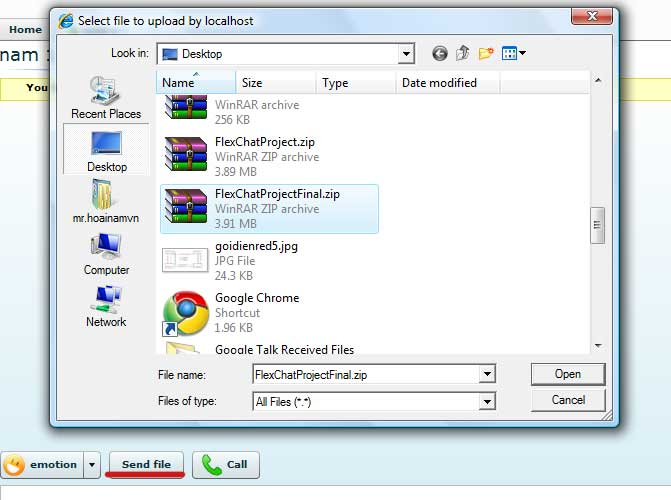 Select file to upload by localhost
Home
nam :
You
Look in:
Desktop
Name
Size
Type
Date modified
WinRAR archive
256 KB
FlexChatProject.zip
WinRAR ZIP archive
3.89 MB
FlexChatProjectFinal.zip
WinRAR ZIP archive
3.91 MB
goidienred5.jpg
JPG File
24.3 KB
Google Chrome
Shortcut
1.96 KB
Google Talk Received Files
Recent Places
Desktop
mr.hoainamvn
Computer
Network
File name:
FlexChatProjectFinal.zip
Open
Files of type:
All Files (*.*)
Cancel
emotion
Send file
Call